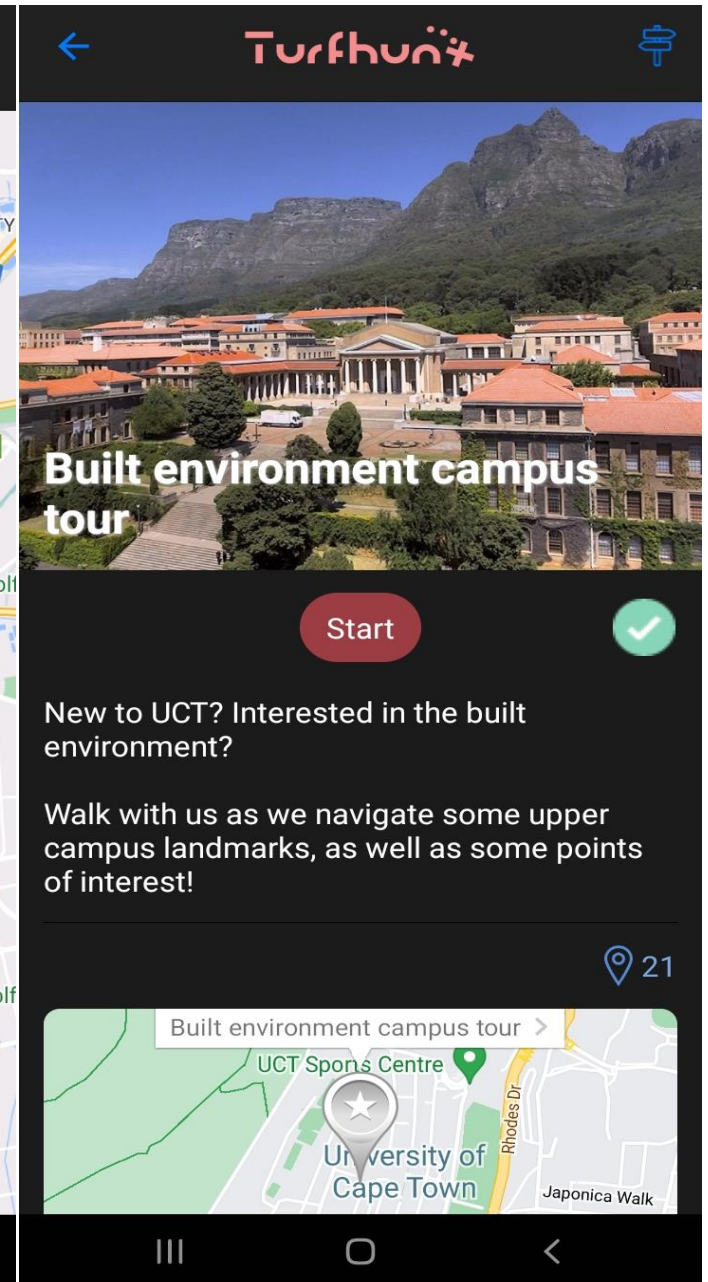 Turfhunt
Built environment campus
tour
Start
New to UCT? Interested in the built
environment?
Walk with us as we navigate some upper
campus landmarks, as well as some points
of interest!
21
Built environment campus tour
UCT Sports Centre
Rhodes Dr
University of
Cape Town
Japonica Walk